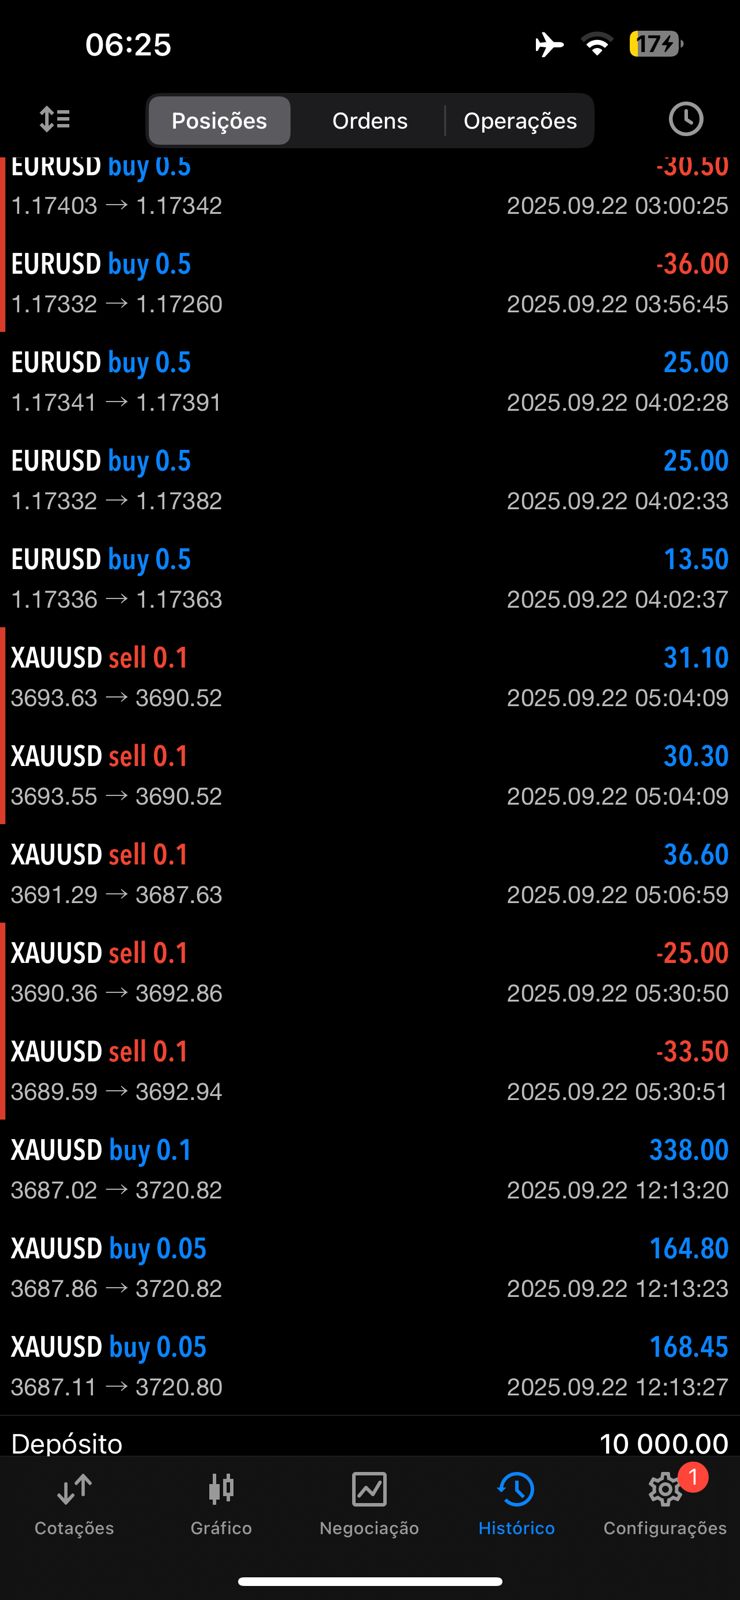 06:25
17
Posições Ordens Operações
EURUSD buy 0.5 -30.50
1.17403 → 1.17342 2025.09.22 03:00:25
EURUSD buy 0.5 -36.00
1.17332 → 1.17260 2025.09.22 03:56:45
EURUSD buy 0.5 25.00
1.17341 → 1.17391 2025.09.22 04:02:28
EURUSD buy 0.5 25.00
1.17332 → 1.17382 2025.09.22 04:02:33
EURUSD buy 0.5 13.50
1.17336 → 1.17363 2025.09.22 04:02:37
XAUUSD sell 0.1 31.10
3693.63 → 3690.52 2025.09.22 05:04:09
XAUUSD sell 0.1 30.30
3693.55 → 3690.52 2025.09.22 05:04:09
XAUUSD sell 0.1 36.60
3691.29 → 3687.63 2025.09.22 05:06:59
XAUUSD sell 0.1 -25.00
3690.36 → 3692.86 2025.09.22 05:30:50
XAUUSD sell 0.1 -33.50
3689.59 → 3692.94 2025.09.22 05:30:51
XAUUSD buy 0.1 338.00
3687.02 → 3720.82 2025.09.22 12:13:20
XAUUSD buy 0.05 164.80
3687.86 → 3720.82 2025.09.22 12:13:23
XAUUSD buy 0.05 168.45
3687.11 → 3720.80 2025.09.22 12:13:27
Depósito 10 000.00
1
Cotações Gráfico Negociação Histórico Configurações